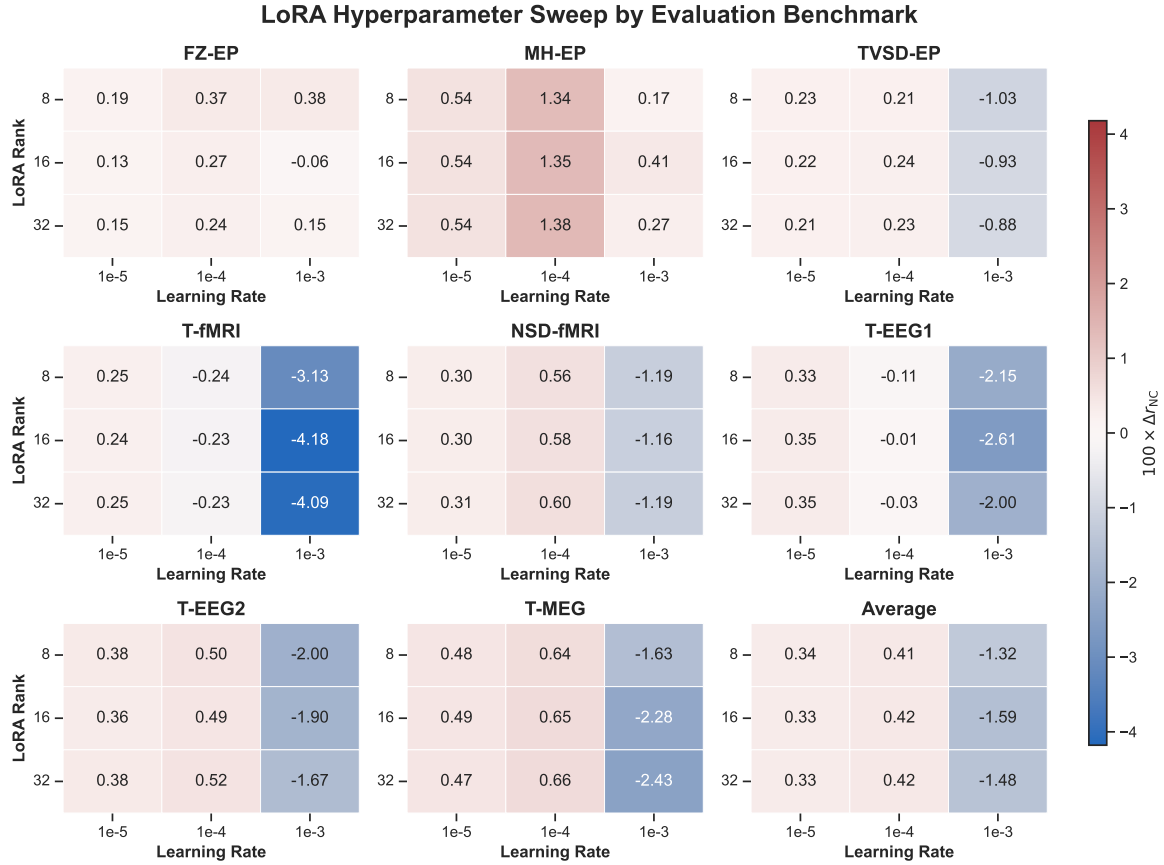 LoRA Hyperparameter Sweep by Evaluation Benchmark
FZ-EP MH-EP TVSD-EP
8 0.19 0.37 0.38 8 0.54 1.34 0.17 8 0.23 0.21 -1.03
16 0.13 0.27 -0.06 16 0.54 1.35 0.41 16 0.22 0.24 -0.93
32 0.15 0.24 0.15 32 0.54 1.38 0.27 32 0.21 0.23 -0.88
LoRA Rank
1e-5 1e-4 1e-3 1e-5 1e-4 1e-3 1e-5 1e-4 1e-3
Learning Rate Learning Rate Learning Rate
T-fMRI NSD-fMRI T-EEG1
8 0.25 -0.24 -3.13 8 0.30 0.56 -1.19 8 0.33 -0.11 -2.15
16 0.24 -0.23 -4.18 16 0.30 0.58 -1.16 16 0.35 -0.01 -2.61
32 0.25 -0.23 -4.09 32 0.31 0.60 -1.19 32 0.35 -0.03 -2.00
LoRA Rank
1e-5 1e-4 1e-3 1e-5 1e-4 1e-3 1e-5 1e-4 1e-3
Learning Rate Learning Rate Learning Rate
T-EEG2 T-MEG Average
8 0.38 0.50 -2.00 8 0.48 0.64 -1.63 8 0.34 0.41 -1.32
16 0.36 0.49 -1.90 16 0.49 0.65 -2.28 16 0.33 0.42 -1.59
32 0.38 0.52 -1.67 32 0.47 0.66 -2.43 32 0.33 0.42 -1.48
LoRA Rank
1e-5 1e-4 1e-3 1e-5 1e-4 1e-3 1e-5 1e-4 1e-3
Learning Rate Learning Rate Learning Rate
4
3
2
1
0
−1
−2
−3
−4
100 × Δr_NC